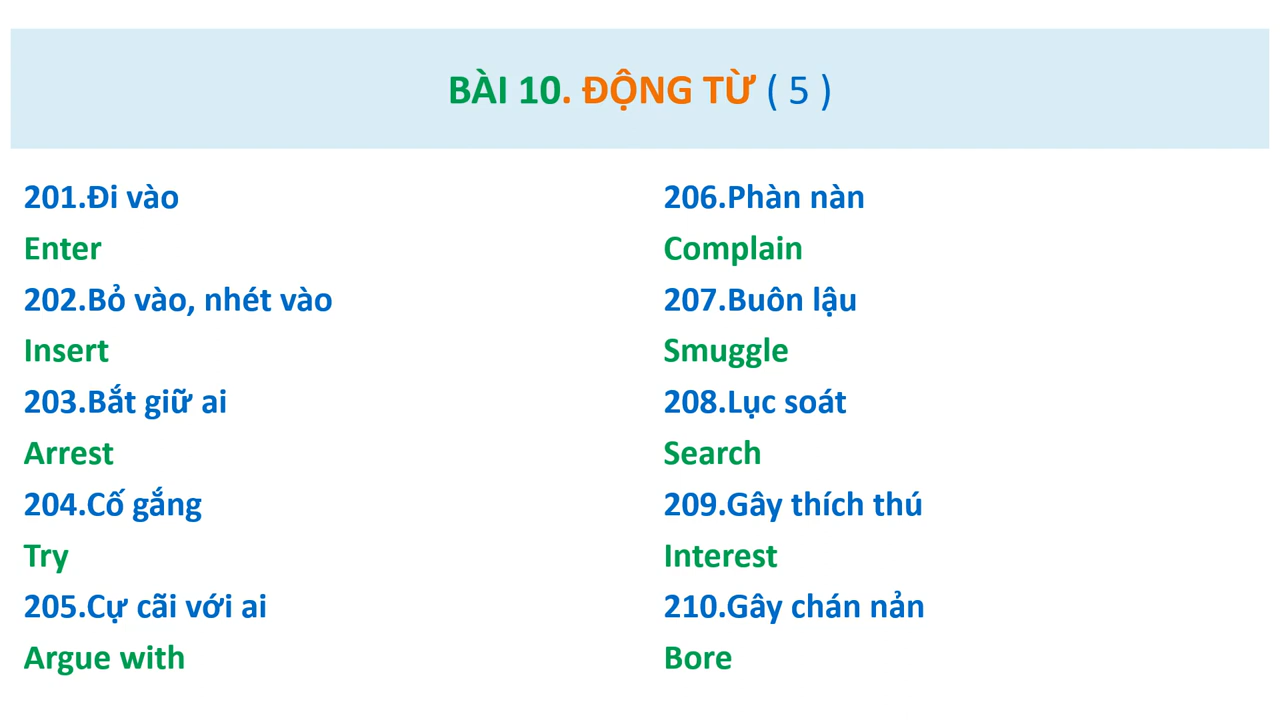 BÀI 10. ĐỘNG TỪ ( 5 )
201.Đi vào
Enter
202.Bỏ vào, nhét vào
Insert
203.Bắt giữ ai
Arrest
204.Cố gắng
Try
205.Cự cãi với ai
Argue with
206.Phàn nàn
Complain
207.Buôn lậu
Smuggle
208.Lục soát
Search
209.Gây thích thú
Interest
210.Gây chán nản
Bore